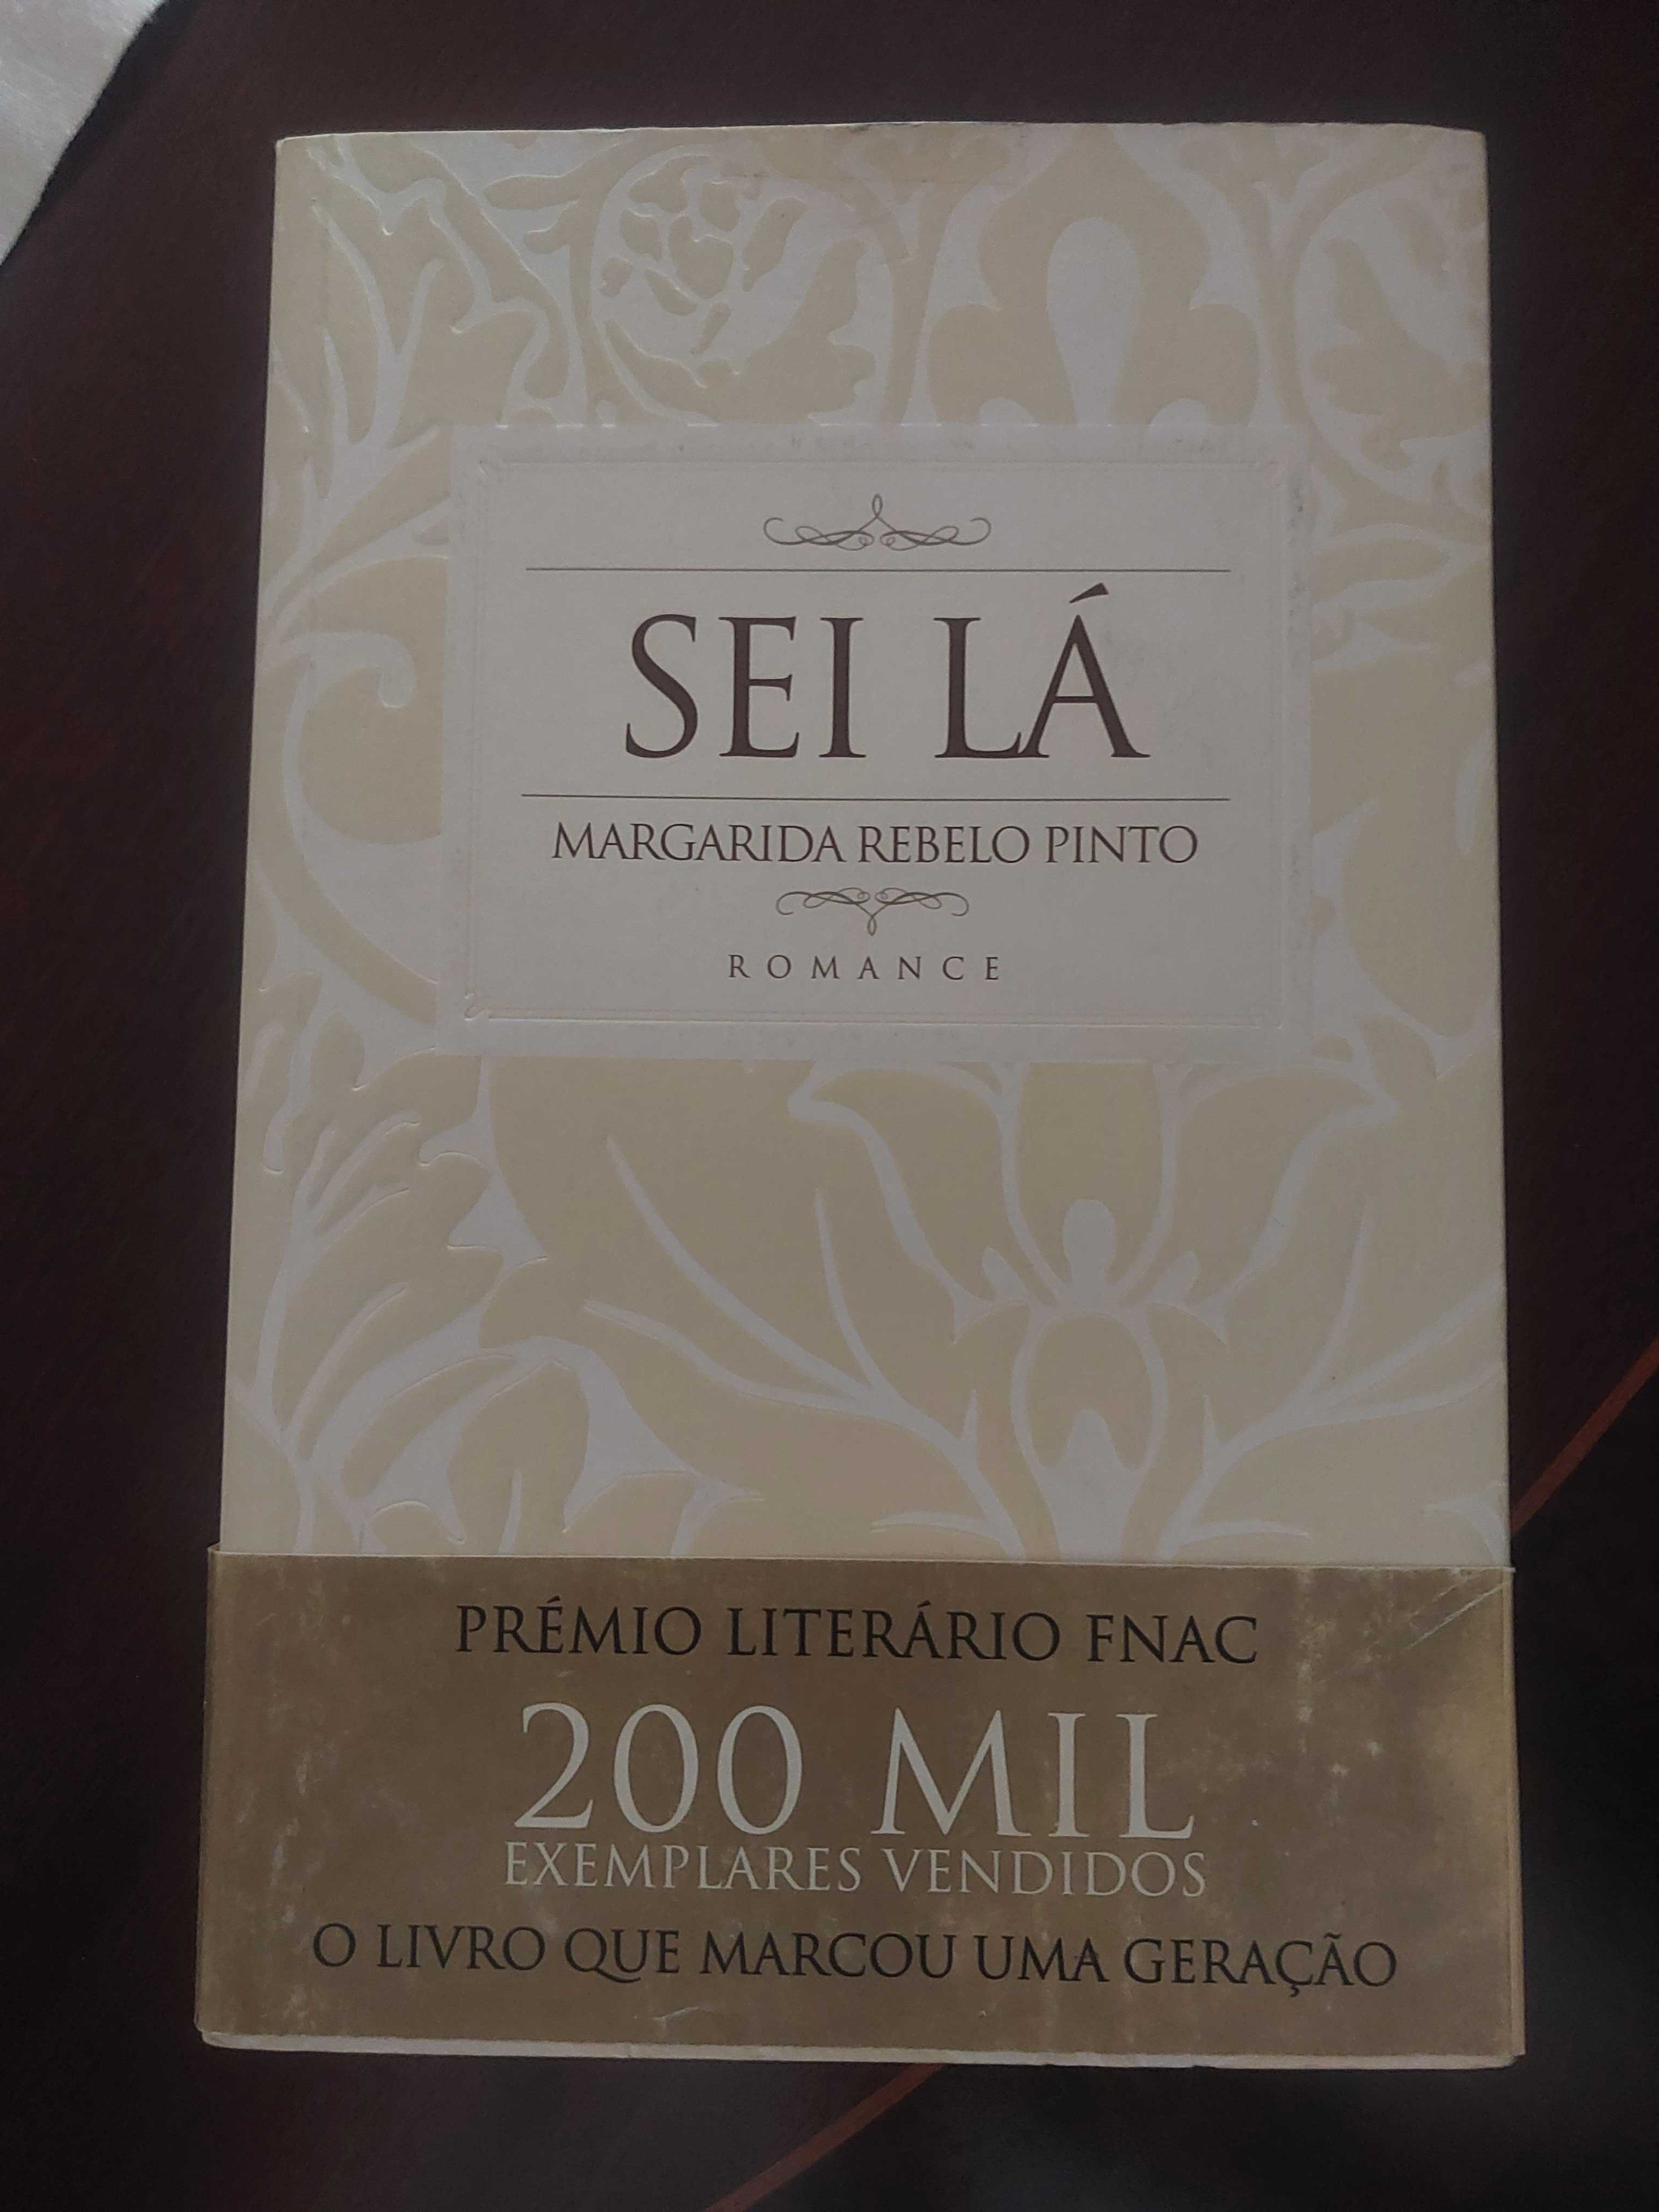 SEI LÁ
MARGARIDA REBELO PINTO
ROMANCE
PRÉMIO LITERÁRIO FNAC
200 MIL
EXEMPLARES VENDIDOS
O LIVRO QUE MARCOU UMA GERAÇÃO